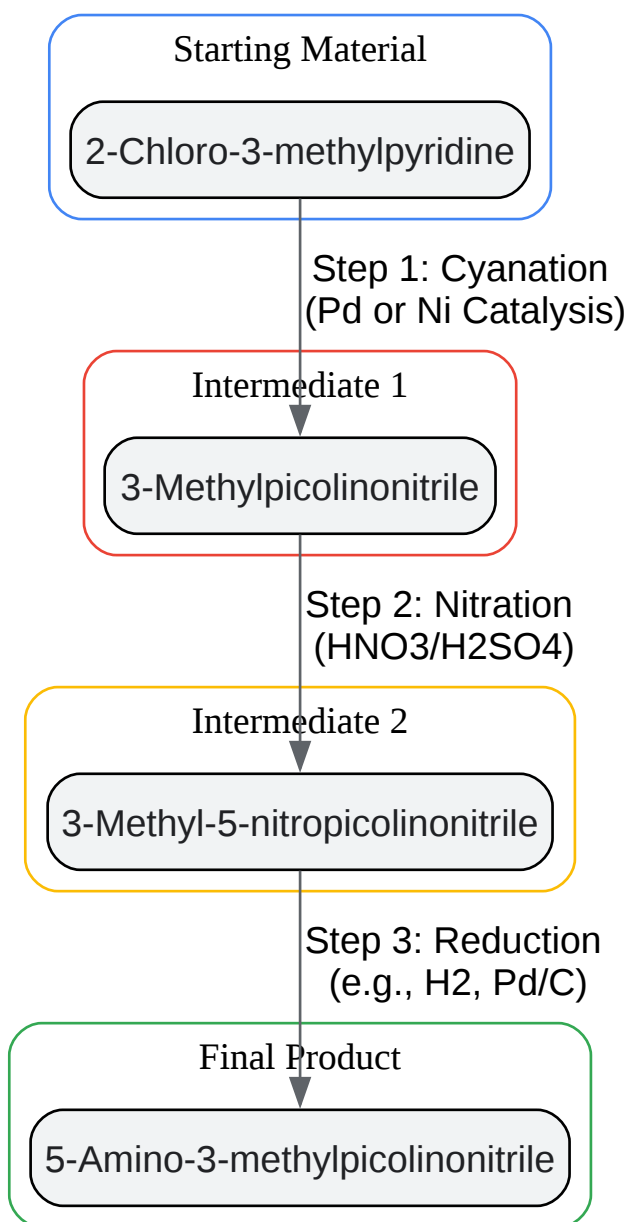 Starting Material
2-Chloro-3-methylpyridine
Step 1: Cyanation
(Pd or Ni Catalysis)
Intermediate 1
3-Methylpicolinonitrile
Step 2: Nitration
(HNO3/H2SO4)
Intermediate 2
3-Methyl-5-nitropicolinonitrile
Step 3: Reduction
(e.g., H2, Pd/C)
Final Product
5-Amino-3-methylpicolinonitrile